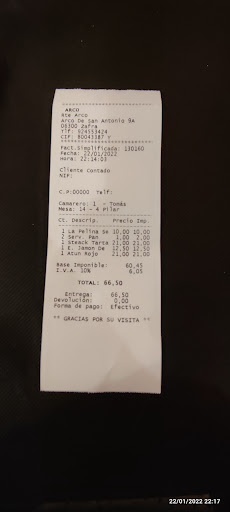 ARCO
Rte Arco
Arco De San Antonio 9A
06300 Zafra
Tlf: 924553424
CIF: 80043387 Y
Fact.Simplificada: 130160
Fecha: 22/01/2022
Hora: 22:14:03
Cliente Contado
NIF:
C.P:00000 Telf:
Camarero: 1 - Tomás
Mesa: 14 - 4 Pilar
Ct. Descrip. Precio Imp.
1 La Felina Se 10,00 10,00
2 Serv. Pan 1,00 2,00
1 Steack Tarta 21,00 21,00
1 E. Jamon De 12,50 12,50
1 Atun Rojo 21,00 21,00
Base Imponible: 60,45
I.V.A. 10% 6,05
TOTAL: 66,50
Entrega: 66,50
Devolución: 0,00
Forma de pago: Efectivo
** GRACIAS POR SU VISITA **
22/01/2022 22:17